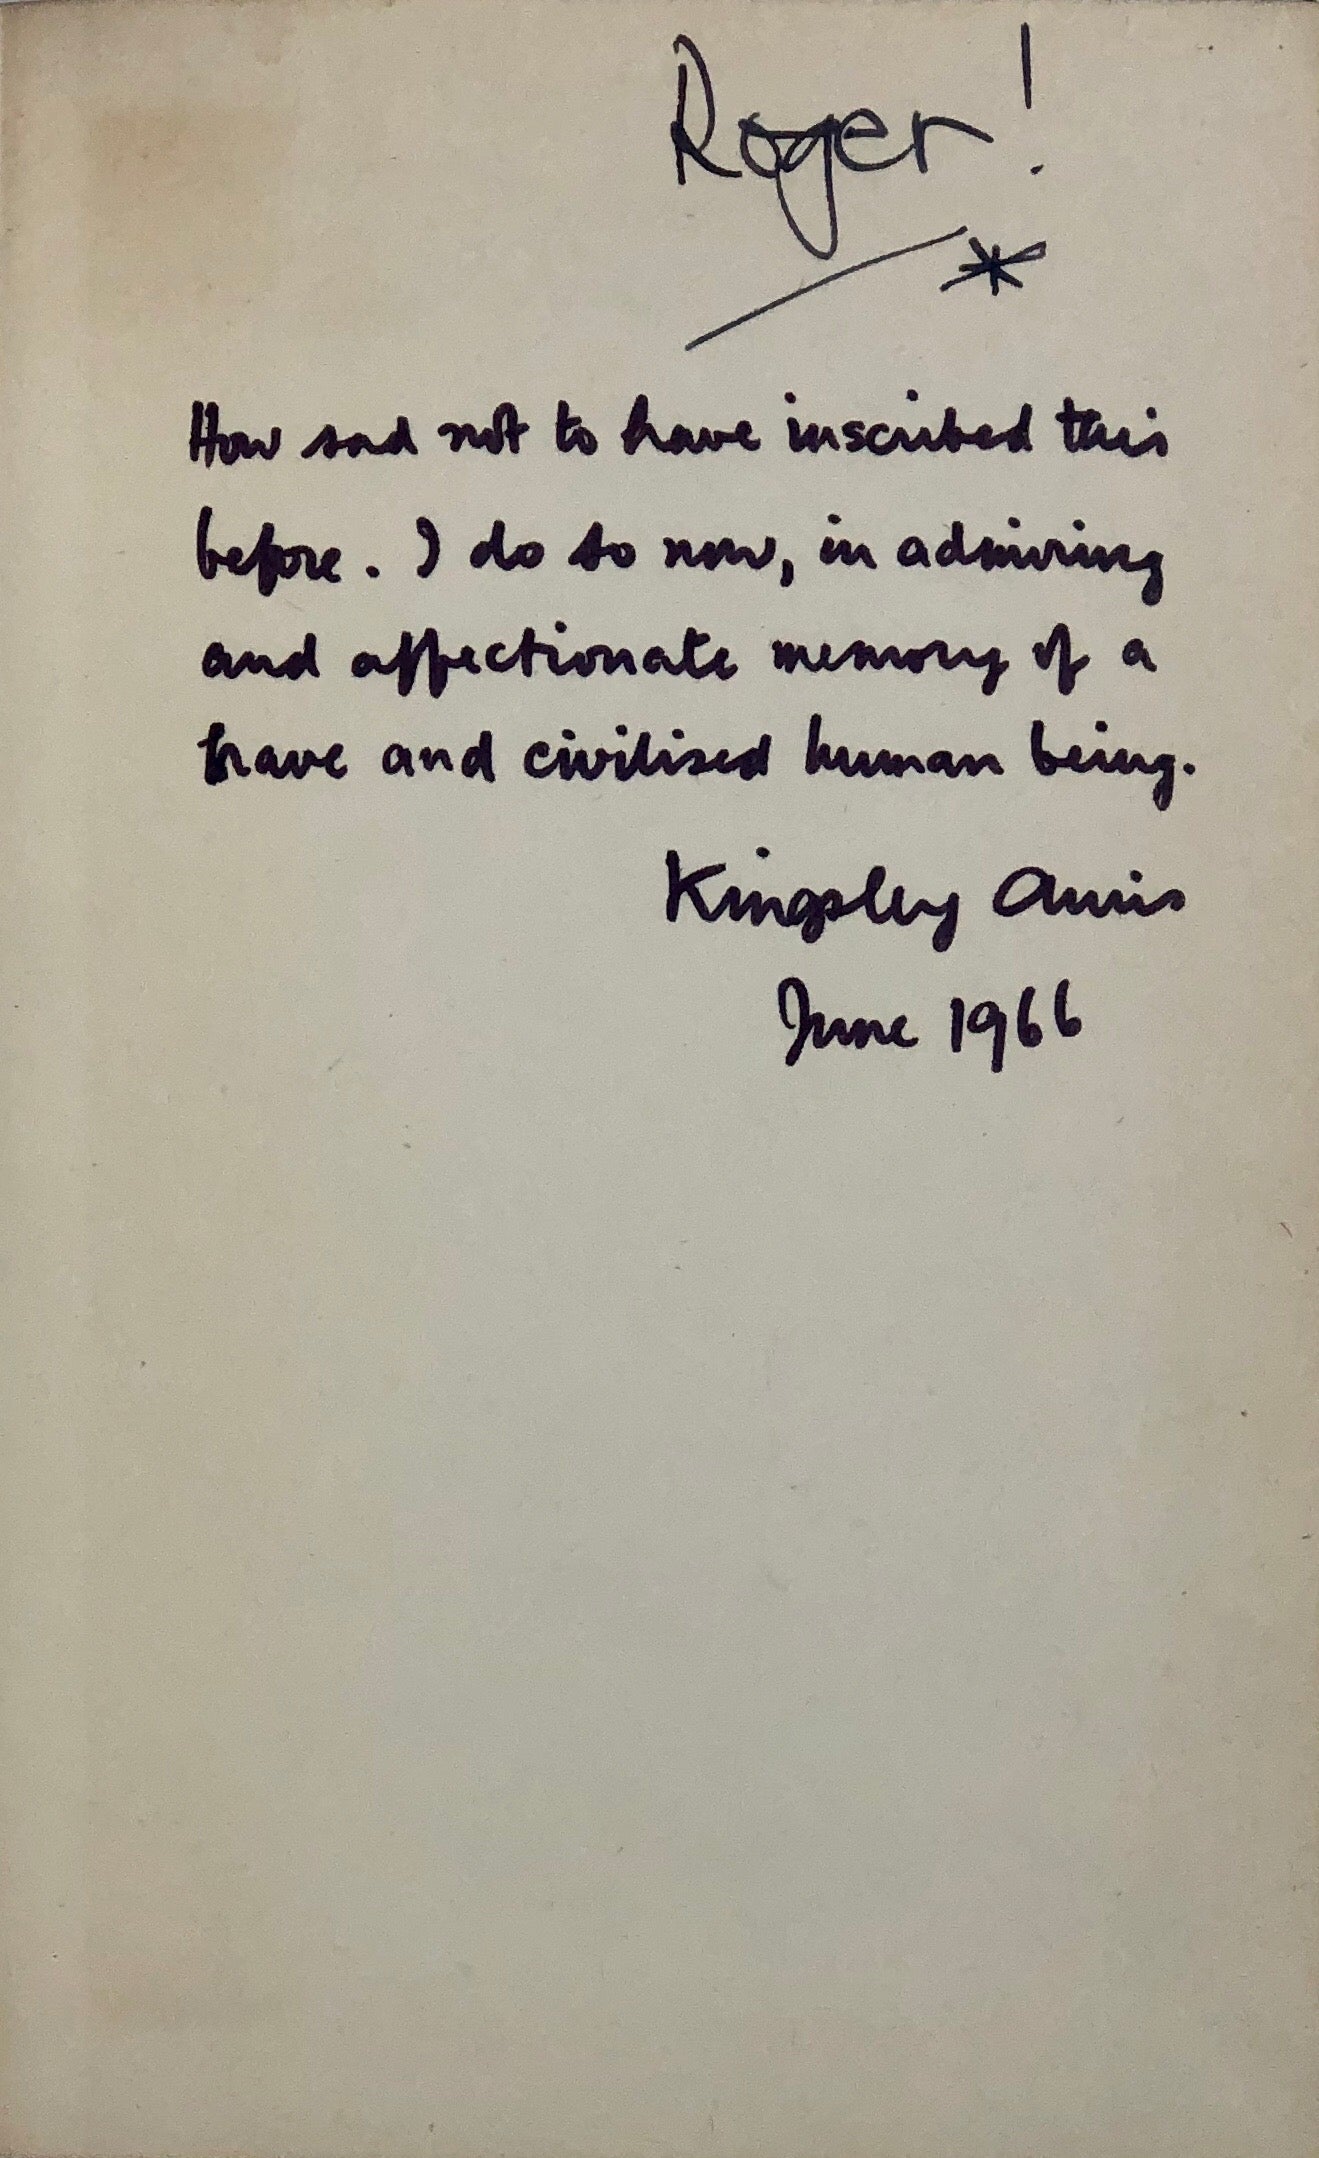 Roger!
*
How sad not to have inscribed this
before. I do so now, in admiring
and affectionate memory of a
brave and civilised human being.
Kingsley Amis
June 1966